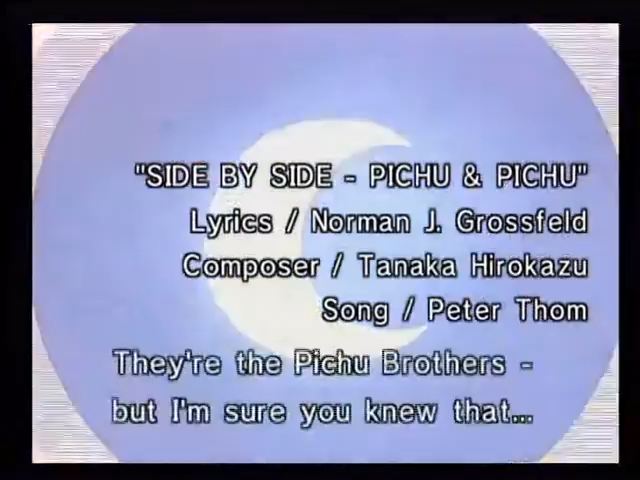 "SIDE BY SIDE - PICHU & PICHU"
Lyrics / Norman J. Grossfeld
Composer / Tanaka Hirokazu
Song / Peter Thom
They're the Pichu Brothers -
but I'm sure you knew that...